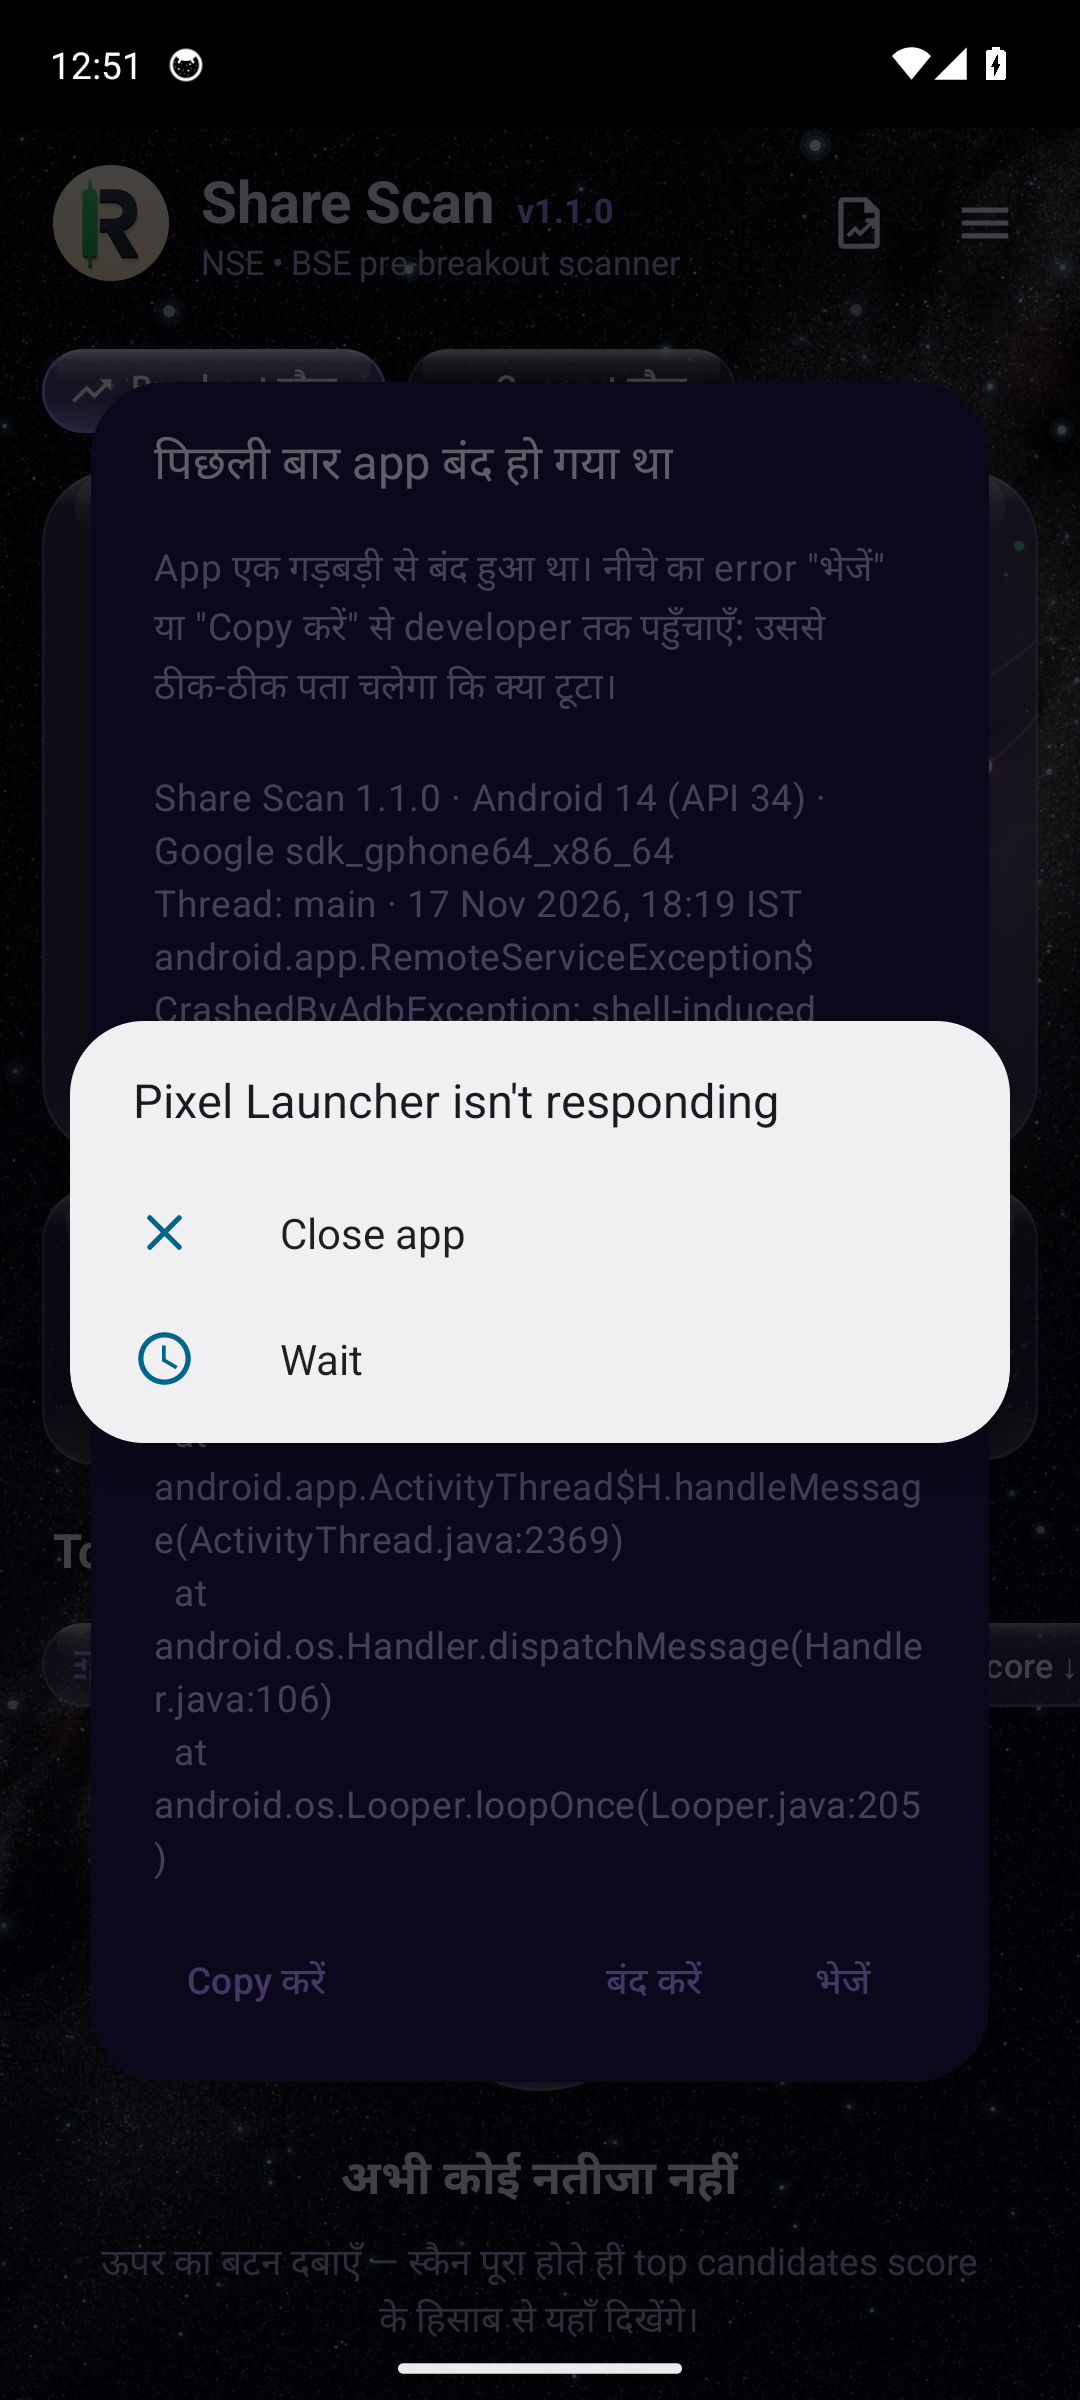 12:51
Share Scan v1.1.0
NSE • BSE pre-breakout scanner
पिछली बार app बंद हो गया था
App एक गड़बड़ी से बंद हुआ था। नीचे का error "भेजें"
या "Copy करें" से developer तक पहुँचाएँ: उससे
ठीक-ठीक पता चलेगा कि क्या टूटा।
Share Scan 1.1.0 · Android 14 (API 34) ·
Google sdk_gphone64_x86_64
Thread: main · 17 Nov 2026, 18:19 IST
android.app.RemoteServiceException$
CrashedByAdbException: shell-induced
Pixel Launcher isn't responding
Close app
Wait
at
android.app.ActivityThread$H.handleMessag
e(ActivityThread.java:2369)
at
android.os.Handler.dispatchMessage(Handle
r.java:106)
at
android.os.Looper.loopOnce(Looper.java:205
)
Copy करें बंद करें भेजें
अभी कोई नतीजा नहीं
ऊपर का बटन दबाएँ — स्कैन पूरा होते ही top candidates score
के हिसाब से यहाँ दिखेंगे।